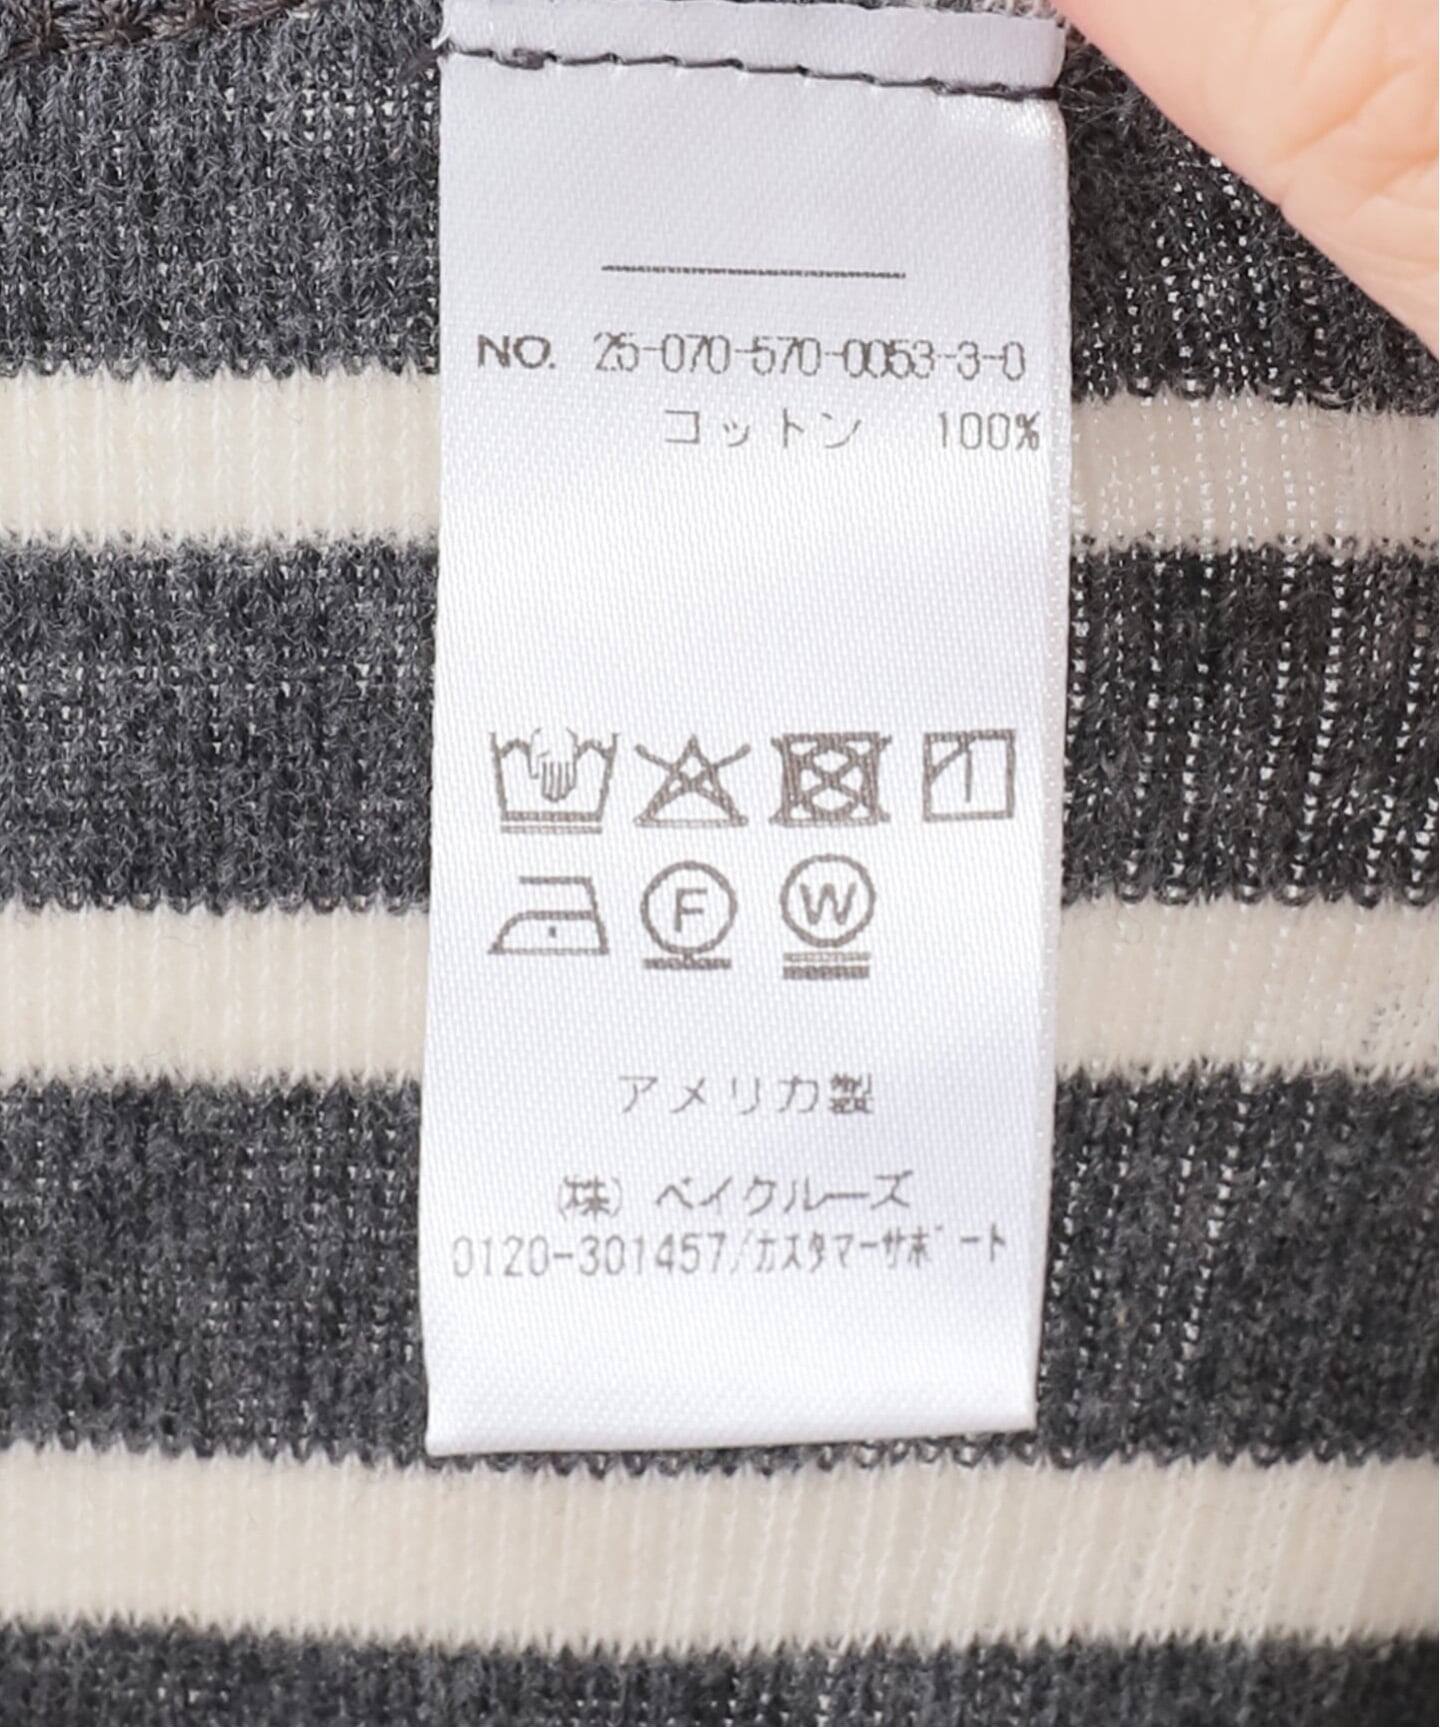 NO. 25-070-570-0053-3-0
コットン 100%
F W
アメリカ製
(株) ベイクルーズ
0120-301457/カスタマーサポート